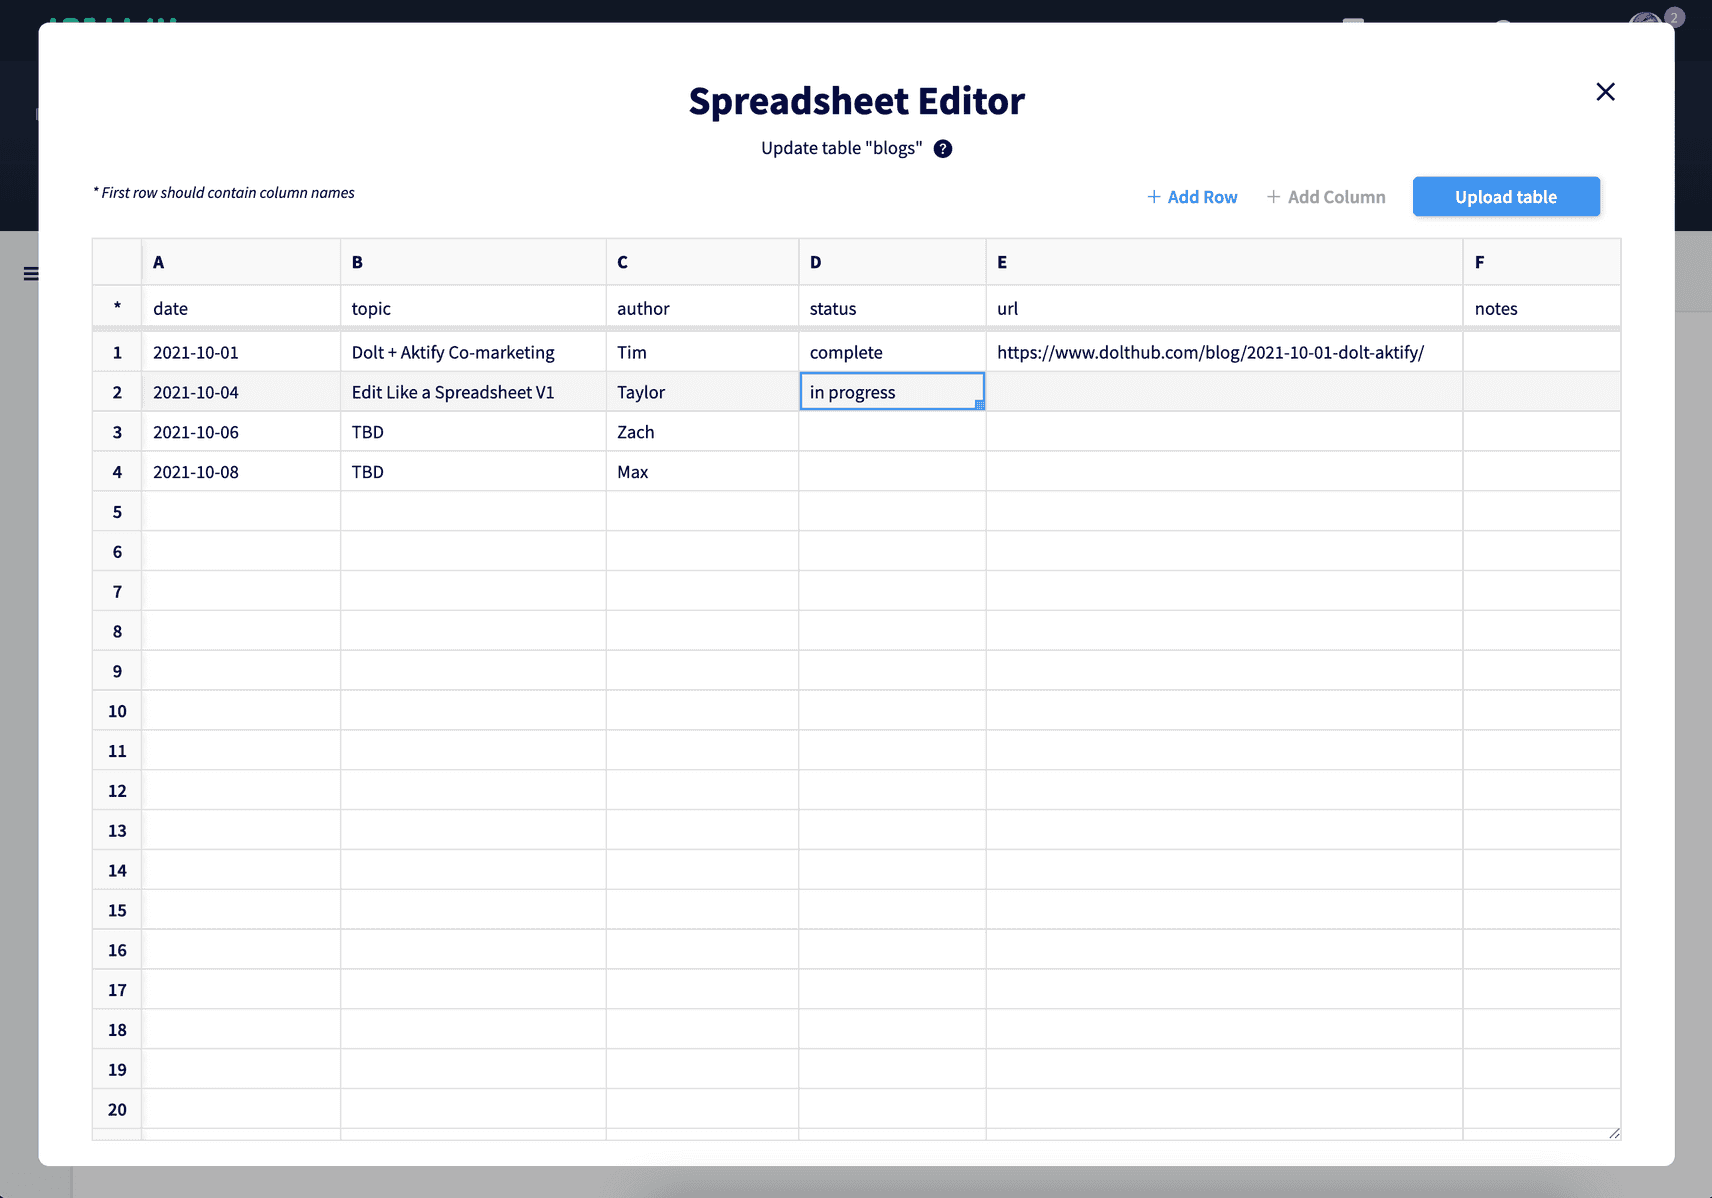 2
Spreadsheet Editor
Update table "blogs" ?
* First row should contain column names
+ Add Row + Add Column Upload table
A B C D E F
* date topic author status url notes
1 2021-10-01 Dolt + Aktify Co-marketing Tim complete https://www.dolthub.com/blog/2021-10-01-dolt-aktify/
2 2021-10-04 Edit Like a Spreadsheet V1 Taylor in progress
3 2021-10-06 TBD Zach
4 2021-10-08 TBD Max
5
6
7
8
9
10
11
12
13
14
15
16
17
18
19
20